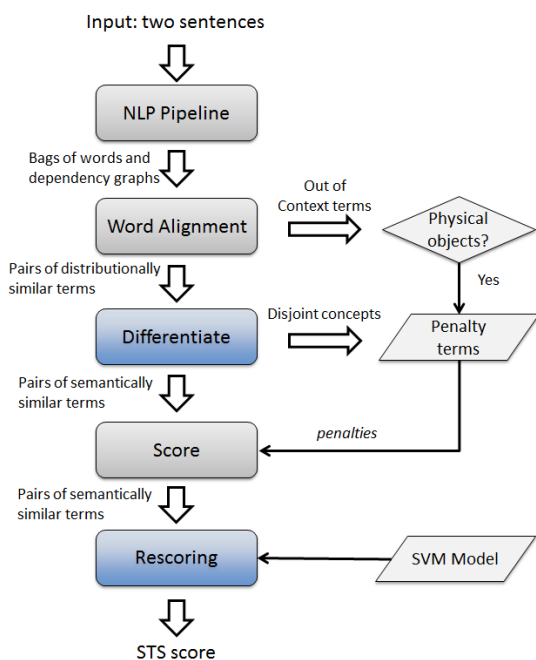 Input: two sentences
NLP Pipeline
Bags of words and
dependency graphs
Out of
Context terms
Word Alignment
Physical
objects?
Pairs of distributionally
similar terms
Yes
Disjoint concepts
Differentiate
Penalty
terms
Pairs of semantically
similar terms
penalties
Score
Pairs of semantically
similar terms
Rescoring
SVM Model
STS score